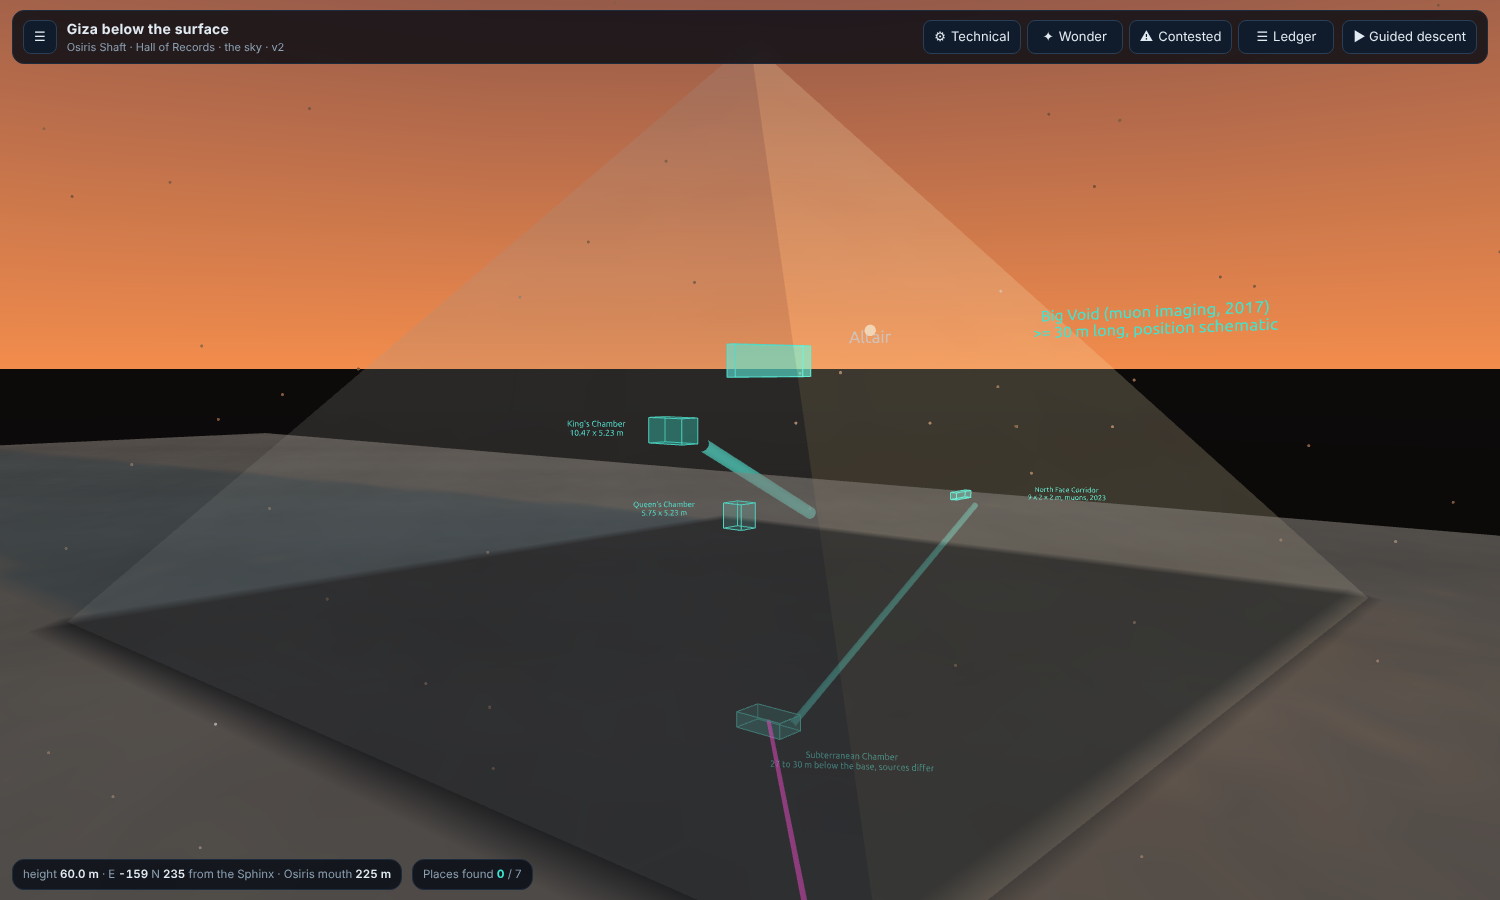 ☰
Giza below the surface
Osiris Shaft · Hall of Records · the sky · v2
⚙ Technical
✦ Wonder
⚠ Contested
☰ Ledger
▶ Guided descent
Big Void (muon imaging, 2017)
>= 30 m long, position schematic
Altair
King's Chamber
10.47 x 5.23 m
Queen's Chamber
5.75 x 5.23 m
North Face Corridor
9 x 2 x 2 m, muons, 2023
Subterranean Chamber
27 to 30 m below the base, sources differ
height 60.0 m · E -159 N 235 from the Sphinx · Osiris mouth 225 m
Places found 0 / 7